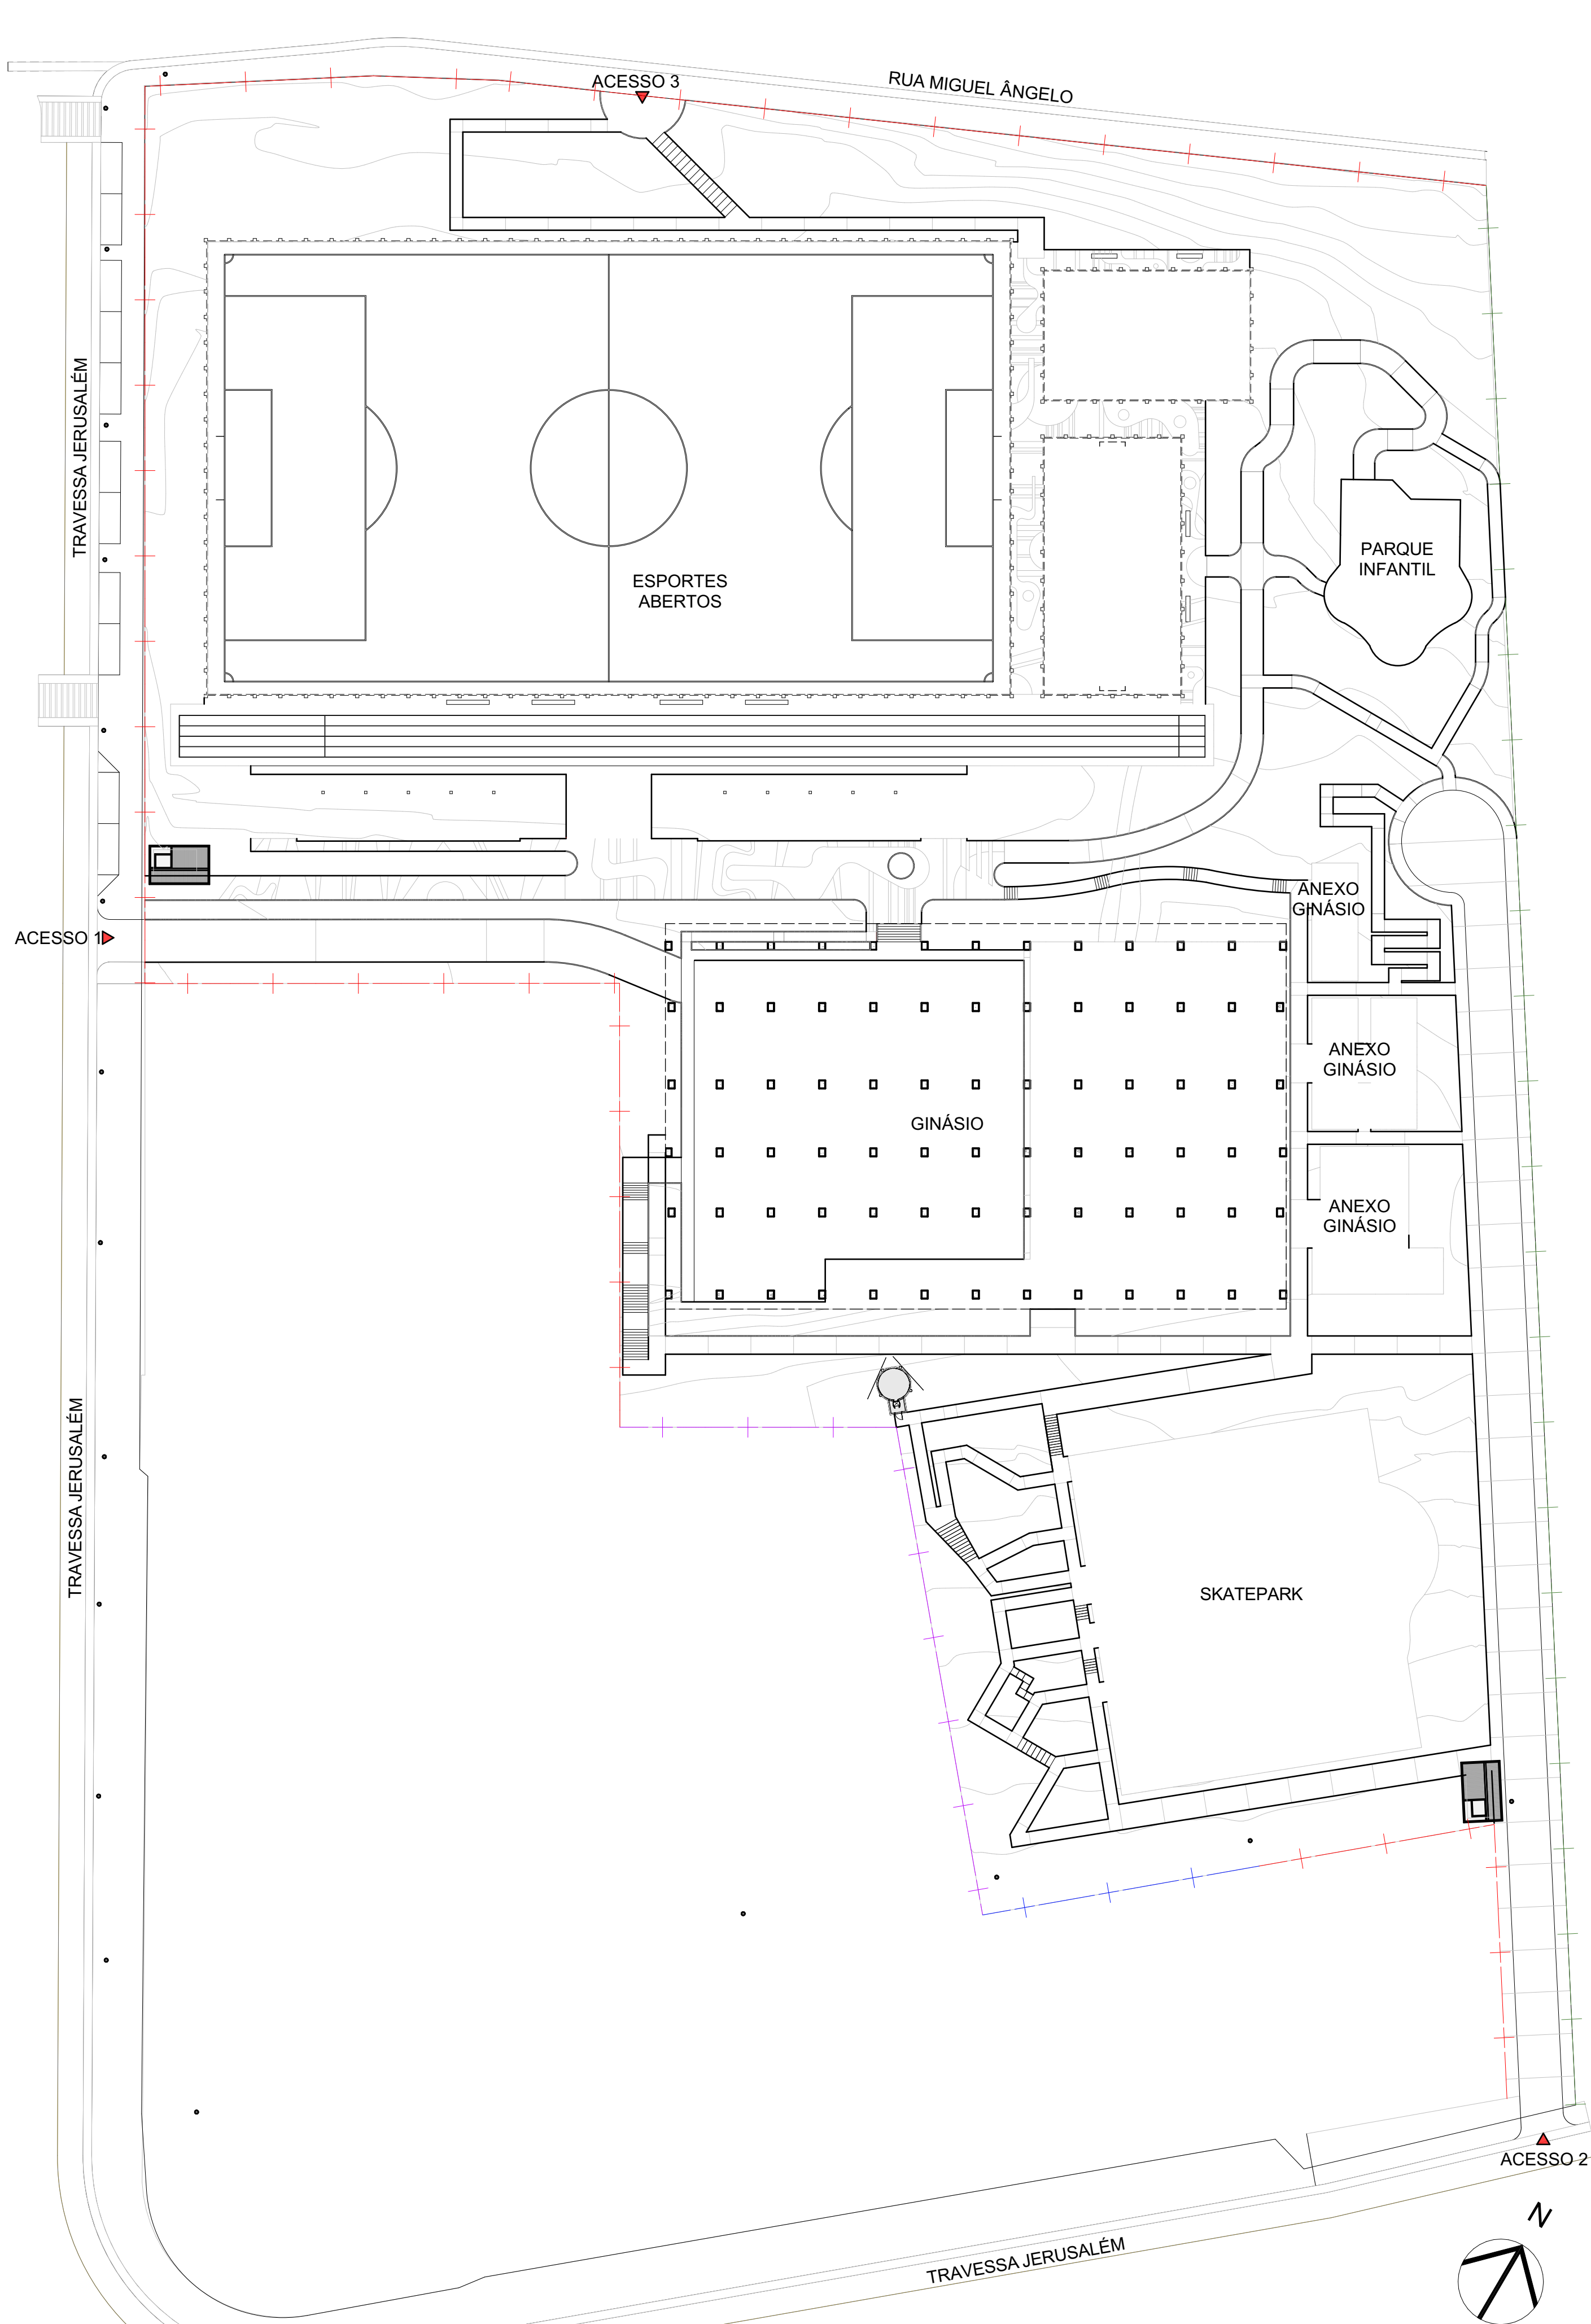 ACESSO 3
RUA MIGUEL ÂNGELO
TRAVESSA JERUSALÉM
ESPORTES
ABERTOS
PARQUE
INFANTIL
ACESSO 1
ANEXO
GINÁSIO
ANEXO
GINÁSIO
GINÁSIO
ANEXO
GINÁSIO
TRAVESSA JERUSALÉM
SKATEPARK
ACESSO 2
N
TRAVESSA JERUSALÉM